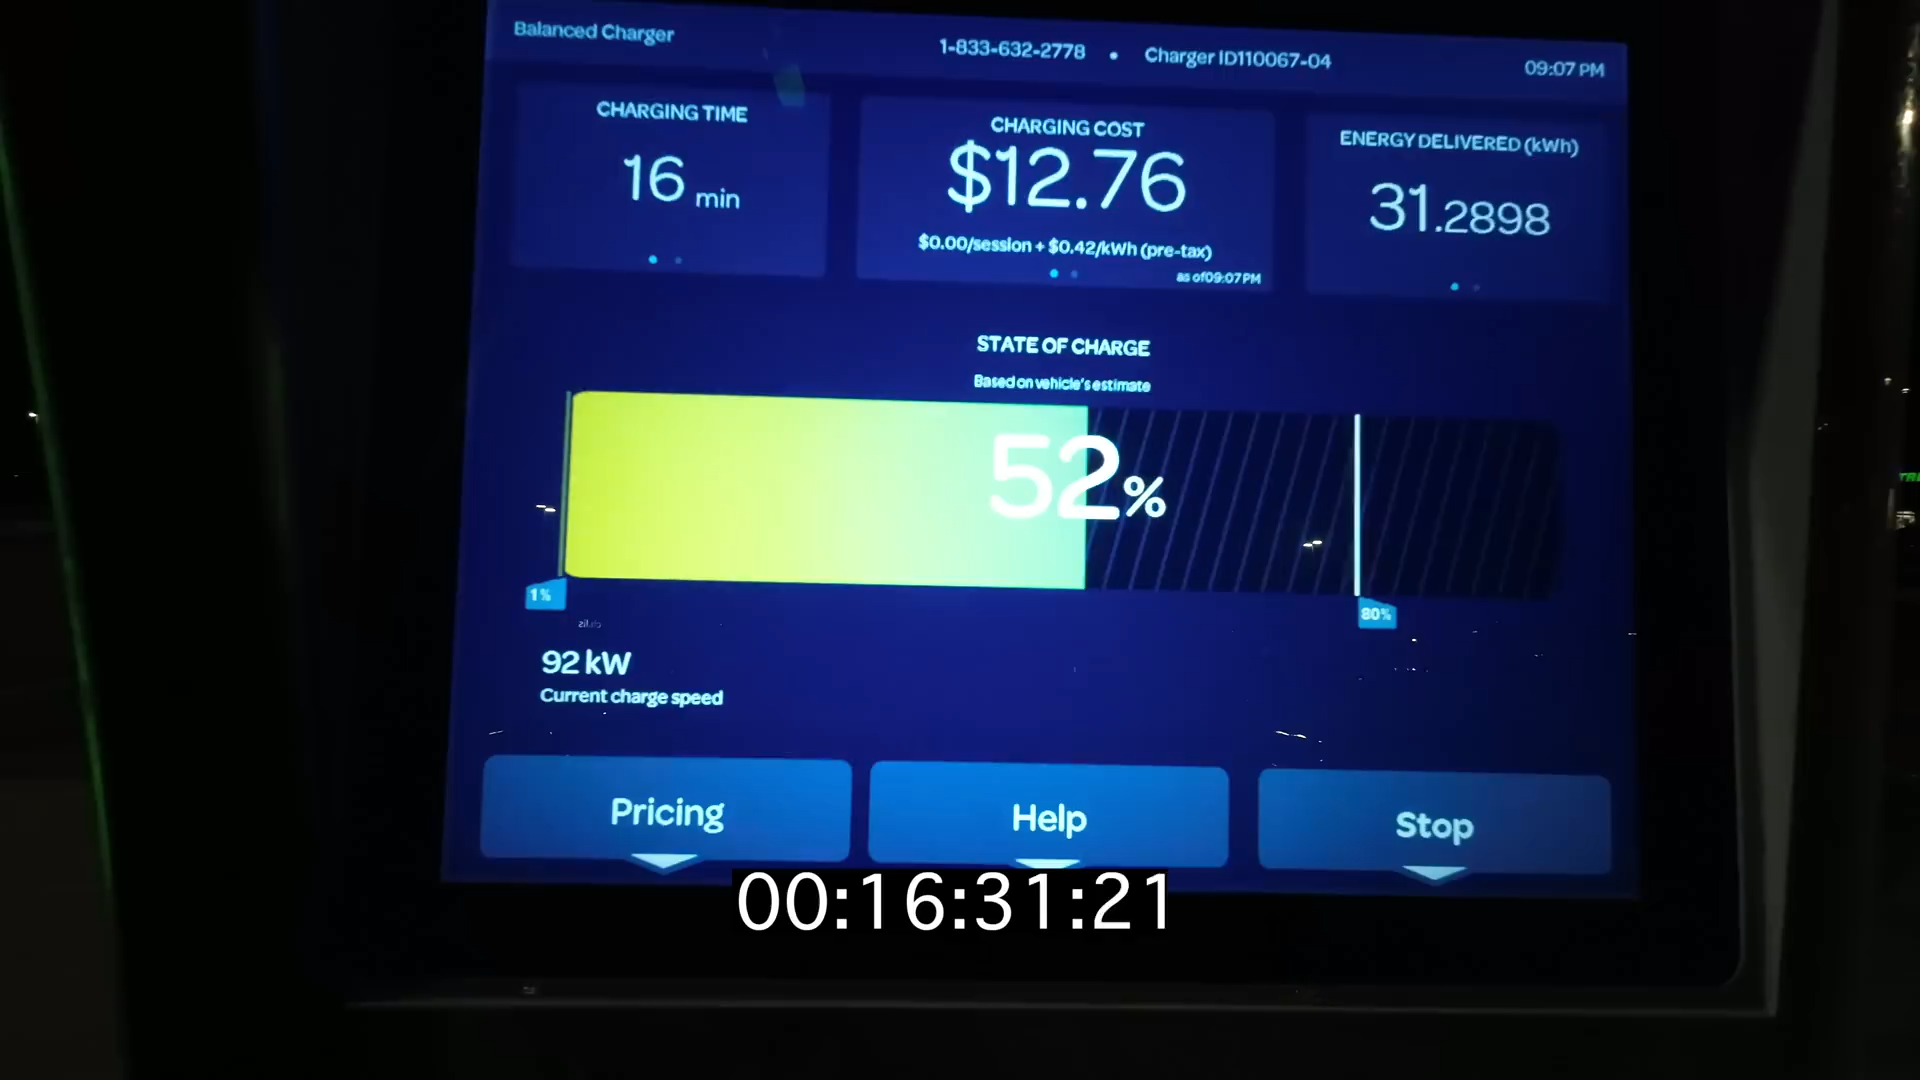 Balanced Charger
1-833-632-2778 • Charger ID110067-04
09:07 PM
CHARGING TIME
16 min
CHARGING COST
$12.76
$0.00/session + $0.42/kWh (pre-tax)
as of09:07PM
ENERGY DELIVERED (kWh)
31.2898
STATE OF CHARGE
Based on vehicle's estimate
52%
1%
80%
92 kW
Current charge speed
Pricing
Help
Stop
00:16:31:21